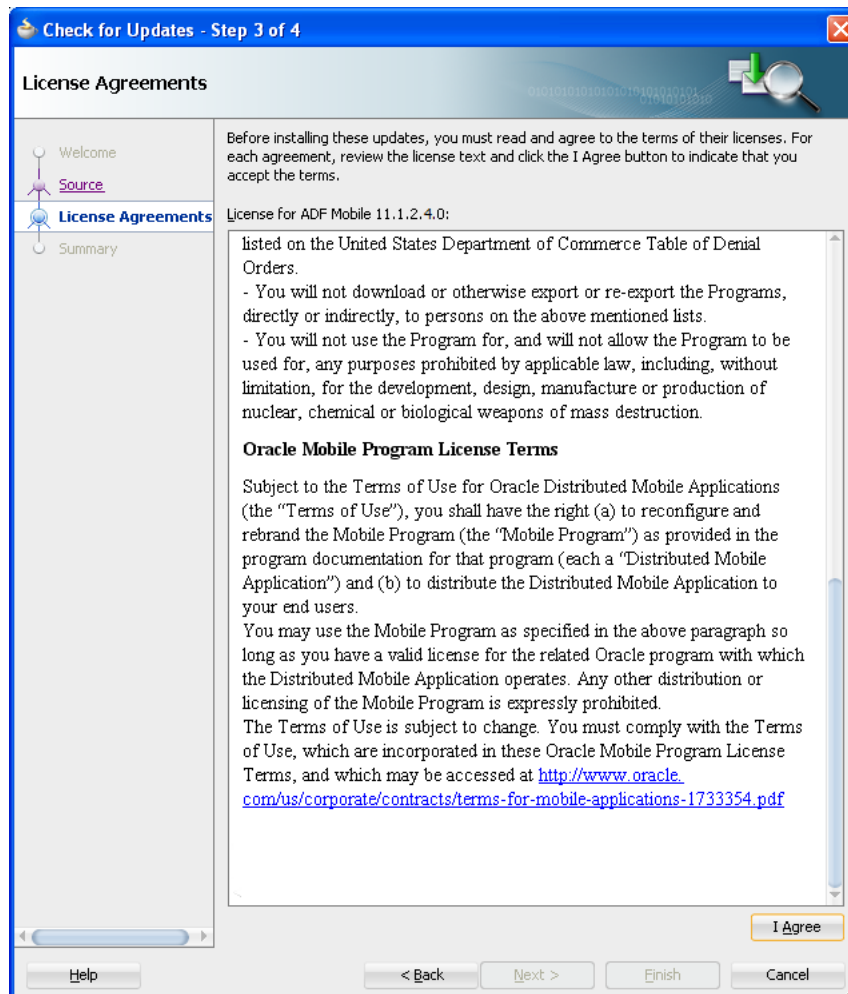 Check for Updates - Step 3 of 4
License Agreements
0101010101010101010101010101
01010101010
Welcome
Source
License Agreements
Summary
Before installing these updates, you must read and agree to the terms of their licenses. For
each agreement, review the license text and click the I Agree button to indicate that you
accept the terms.
License for ADF Mobile 11.1.2.4.0:
listed on the United States Department of Commerce Table of Denial
Orders.
- You will not download or otherwise export or re-export the Programs,
directly or indirectly, to persons on the above mentioned lists.
- You will not use the Program for, and will not allow the Program to be
used for, any purposes prohibited by applicable law, including, without
limitation, for the development, design, manufacture or production of
nuclear, chemical or biological weapons of mass destruction.
Oracle Mobile Program License Terms
Subject to the Terms of Use for Oracle Distributed Mobile Applications
(the “Terms of Use”), you shall have the right (a) to reconfigure and
rebrand the Mobile Program (the “Mobile Program”) as provided in the
program documentation for that program (each a “Distributed Mobile
Application”) and (b) to distribute the Distributed Mobile Application to
your end users.
You may use the Mobile Program as specified in the above paragraph so
long as you have a valid license for the related Oracle program with which
the Distributed Mobile Application operates. Any other distribution or
licensing of the Mobile Program is expressly prohibited.
The Terms of Use is subject to change. You must comply with the Terms
of Use, which are incorporated in these Oracle Mobile Program License
Terms, and which may be accessed at http://www.oracle.
com/us/corporate/contracts/terms-for-mobile-applications-1733354.pdf
I Agree
Help
< Back
Next >
Finish
Cancel